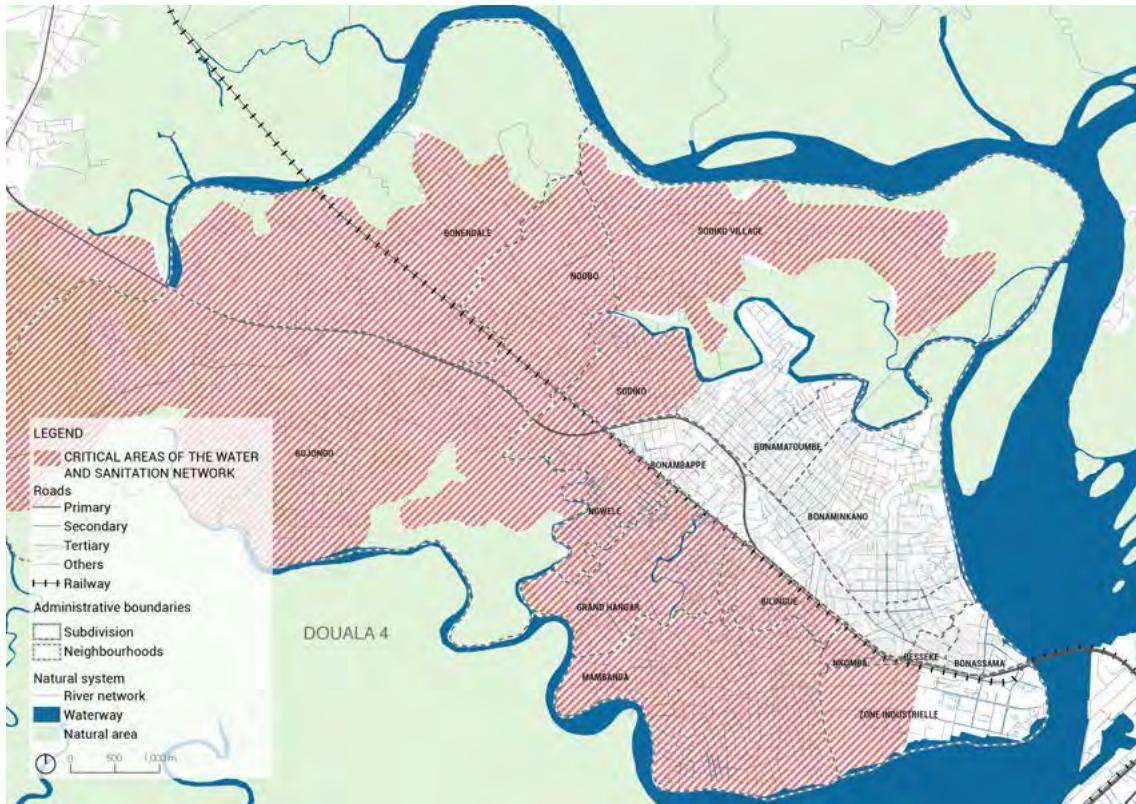 BONENDALE
SODIKO VILLAGE
NDOBO
SODIKO
BONAMATOUMBE
BOJONGO
BONAMBAPPE
NGWELE
BONAMINKANO
BILINGUE
GRAND HANGAR
DOUALA 4
NKOMBA
BESSEKE
BONASSAMA
MAMBANDA
ZONE INDUSTRIELLE
LEGEND
CRITICAL AREAS OF THE WATER
AND SANITATION NETWORK
Roads
Primary
Secondary
Tertiary
Others
Railway
Administrative boundaries
Subdivision
Neighbourhoods
Natural system
River network
Waterway
Natural area
0 500 1,000 m